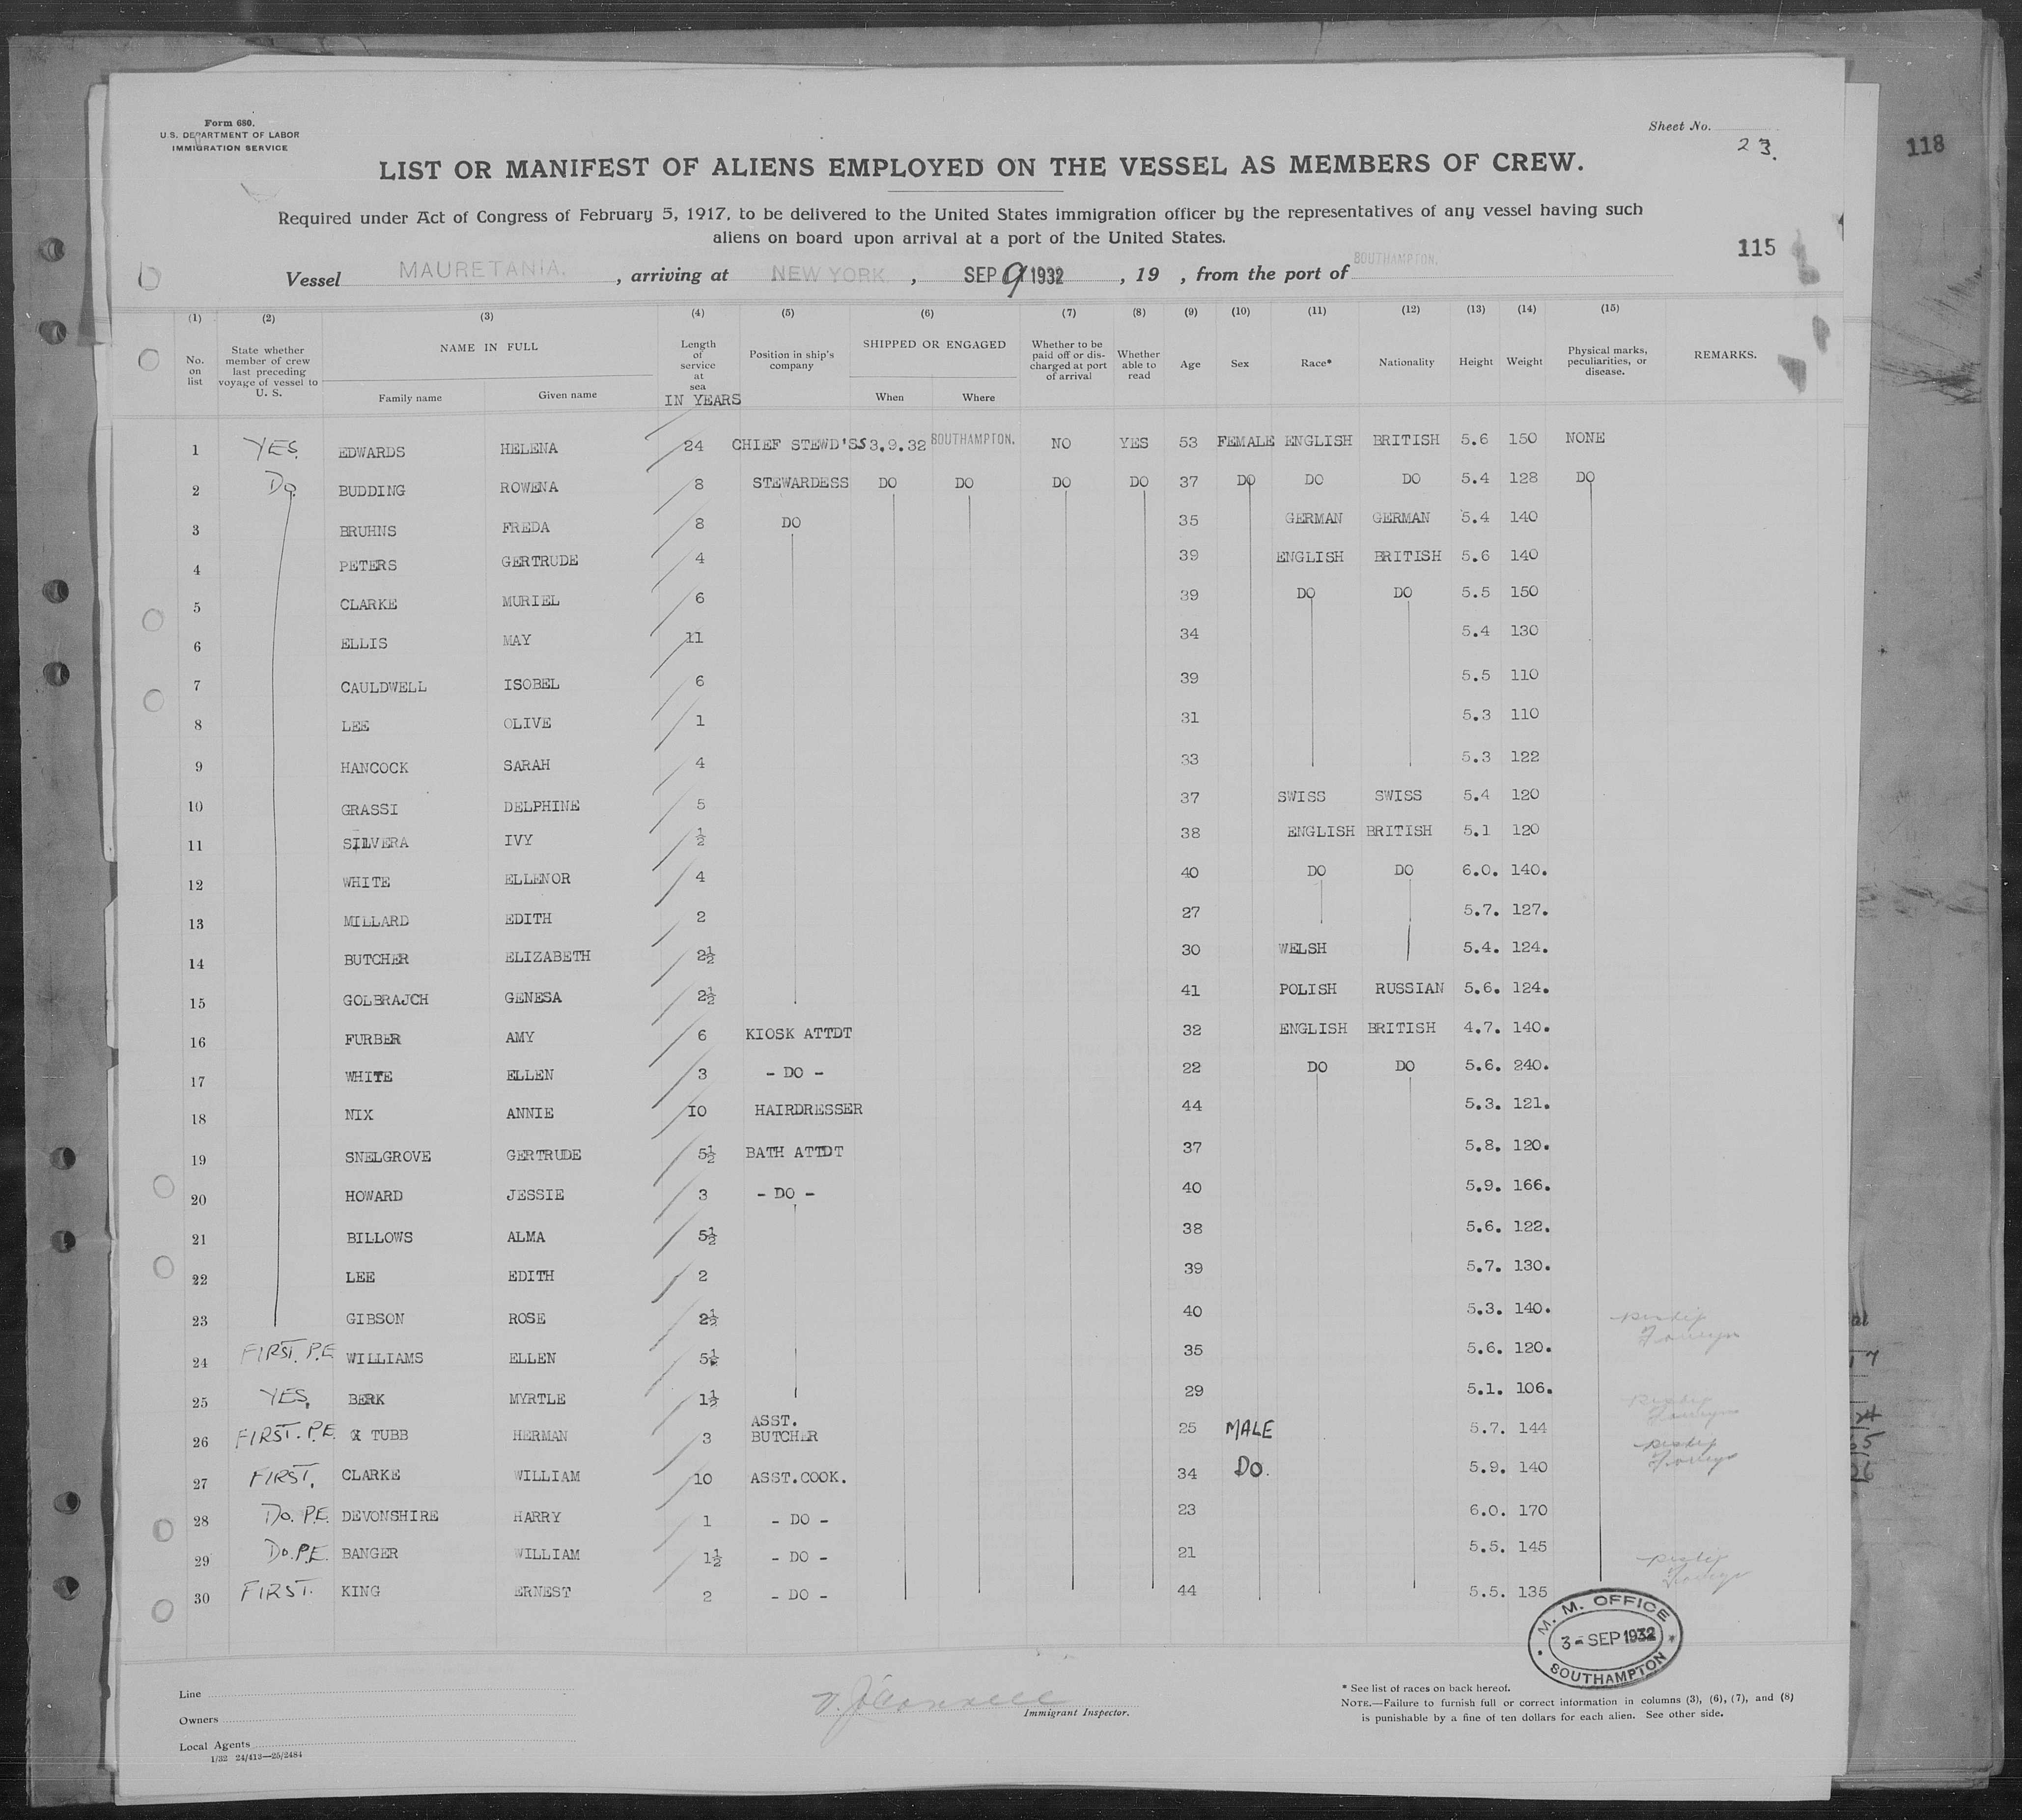 Form 680.
U.S. DEPARTMENT OF LABOR
IMMIGRATION SERVICE
Sheet No.
23.
118
LIST OR MANIFEST OF ALIENS EMPLOYED ON THE VESSEL AS MEMBERS OF CREW.
Required under Act of Congress of February 5, 1917, to be delivered to the United States immigration officer by the representatives of any vessel having such
aliens on board upon arrival at a port of the United States.
115
Vessel MAURETANIA. , arriving at NEW YORK , SEP 9 1932 , 19 , from the port of SOUTHAMPTON.
(1) (2) (3) (4) (5) (6) (7) (8) (9) (10) (11) (12) (13) (14) (15)
No. on list State whether member of crew last preceding voyage of vessel to U. S. NAME IN FULL Family name Given name Length of service at sea IN YEARS Position in ship's company SHIPPED OR ENGAGED When Where Whether to be paid off or discharged at port of arrival Whether able to read Age Sex Race* Nationality Height Weight Physical marks, peculiarities, or disease. REMARKS.
1 YES. EDWARDS HELENA 24 CHIEF STEWD'SS 3.9.32 SOUTHAMPTON. NO YES 53 FEMALE ENGLISH BRITISH 5.6 150 NONE
2 Do. BUDDING ROWENA 8 STEWARDESS DO DO DO DO 37 DO DO DO 5.4 128 DO
3 BRUHNS FREDA 8 DO 35 GERMAN GERMAN 5.4 140
4 PETERS GERTRUDE 4 39 ENGLISH BRITISH 5.6 140
5 CLARKE MURIEL 6 39 DO DO 5.5 150
6 ELLIS MAY 11 34 5.4 130
7 CAULDWELL ISOBEL 6 39 5.5 110
8 LEE OLIVE 1 31 5.3 110
9 HANCOCK SARAH 4 33 5.3 122
10 GRASSI DELPHINE 5 37 SWISS SWISS 5.4 120
11 SILVERA IVY ½ 38 ENGLISH BRITISH 5.1 120
12 WHITE ELLENOR 4 40 DO DO 6.0. 140.
13 MILLARD EDITH 2 27 5.7. 127.
14 BUTCHER ELIZABETH 2½ 30 WELSH 5.4. 124.
15 GOLBRAJCH GENESA 2½ 41 POLISH RUSSIAN 5.6. 124.
16 FURBER AMY 6 KIOSK ATTDT 32 ENGLISH BRITISH 4.7. 140.
17 WHITE ELLEN 3 - DO - 22 DO DO 5.6. 240.
18 NIX ANNIE IO HAIRDRESSER 44 5.3. 121.
19 SNELGROVE GERTRUDE 5½ BATH ATTDT 37 5.8. 120.
20 HOWARD JESSIE 3 - DO - 40 5.9. 166.
21 BILLOWS ALMA 5½ 38 5.6. 122.
22 LEE EDITH 2 39 5.7. 130.
23 GIBSON ROSE 2½ 40 5.3. 140.
24 FIRST. P.E WILLIAMS ELLEN 5½ 35 5.6. 120.
25 YES. BERK MYRTLE 1½ 29 5.1. 106.
26 FIRST. P.E. TUBB HERMAN 3 ASST. BUTCHER 25 MALE 5.7. 144
27 FIRST. CLARKE WILLIAM 10 ASST.COOK. 34 DO. 5.9. 140
28 Do. P.E. DEVONSHIRE HARRY 1 - DO - 23 6.0. 170
29 Do. P.E. BANGER WILLIAM 1½ - DO - 21 5.5. 145
30 FIRST. KING ERNEST 2 - DO - 44 5.5. 135
M. M. OFFICE
3 - SEP 1932
SOUTHAMPTON
Line
Owners
Local Agents
1/32 24/413—25/2484
Immigrant Inspector.
* See list of races on back hereof.
NOTE.—Failure to furnish full or correct information in columns (3), (6), (7), and (8)
is punishable by a fine of ten dollars for each alien. See other side.